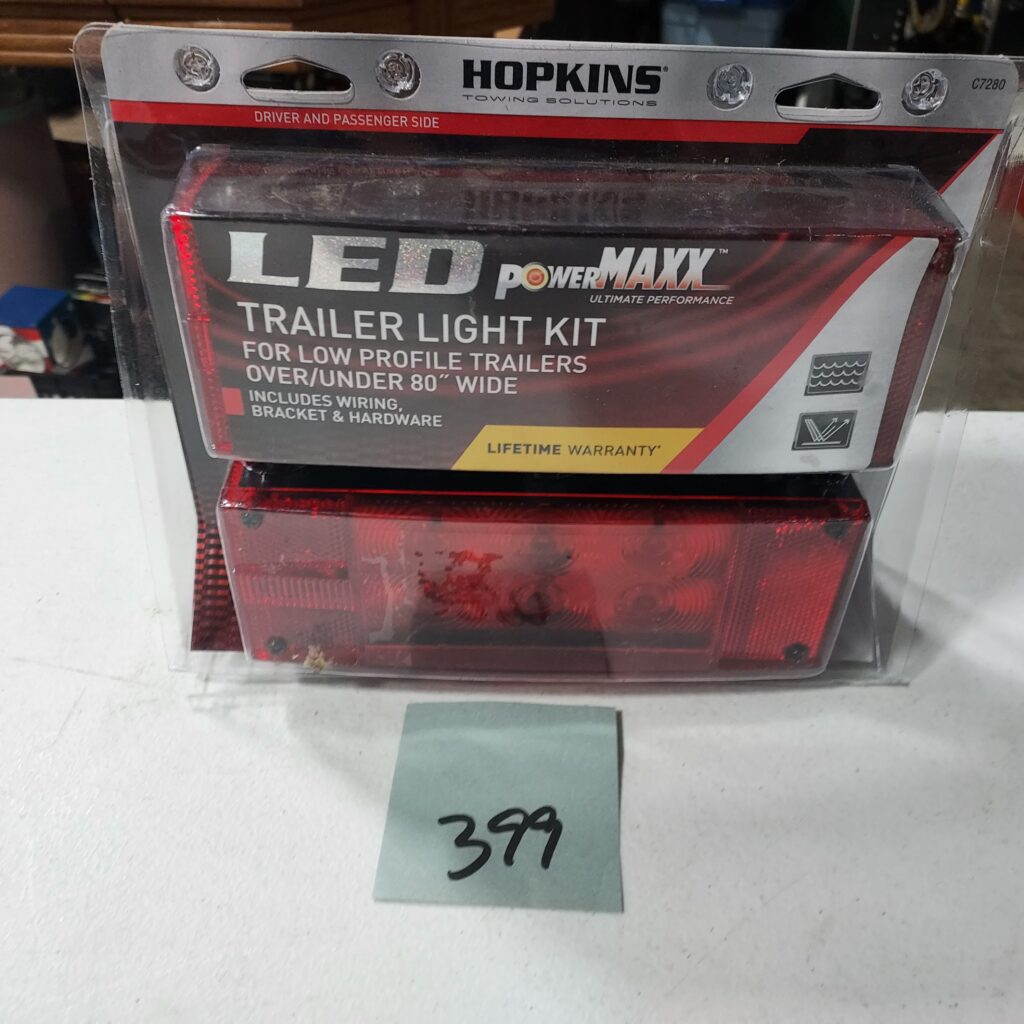 HOPKINS®
TOWING SOLUTIONS
C7280
DRIVER AND PASSENGER SIDE
LED POWERMAXX™
ULTIMATE PERFORMANCE
TRAILER LIGHT KIT
FOR LOW PROFILE TRAILERS
OVER/UNDER 80″ WIDE
INCLUDES WIRING,
BRACKET & HARDWARE
LIFETIME WARRANTY*
399